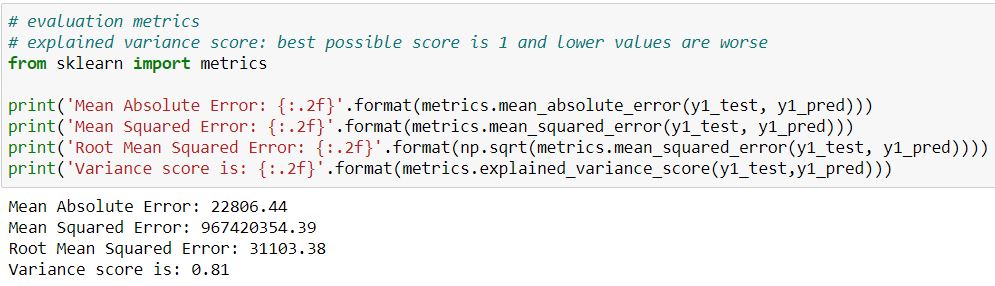 # evaluation metrics
# explained variance score: best possible score is 1 and lower values are worse
from sklearn import metrics
print('Mean Absolute Error: {:.2f}'.format(metrics.mean_absolute_error(y1_test, y1_pred)))
print('Mean Squared Error: {:.2f}'.format(metrics.mean_squared_error(y1_test, y1_pred)))
print('Root Mean Squared Error: {:.2f}'.format(np.sqrt(metrics.mean_squared_error(y1_test, y1_pred))))
print('Variance score is: {:.2f}'.format(metrics.explained_variance_score(y1_test,y1_pred)))
Mean Absolute Error: 22806.44
Mean Squared Error: 967420354.39
Root Mean Squared Error: 31103.38
Variance score is: 0.81